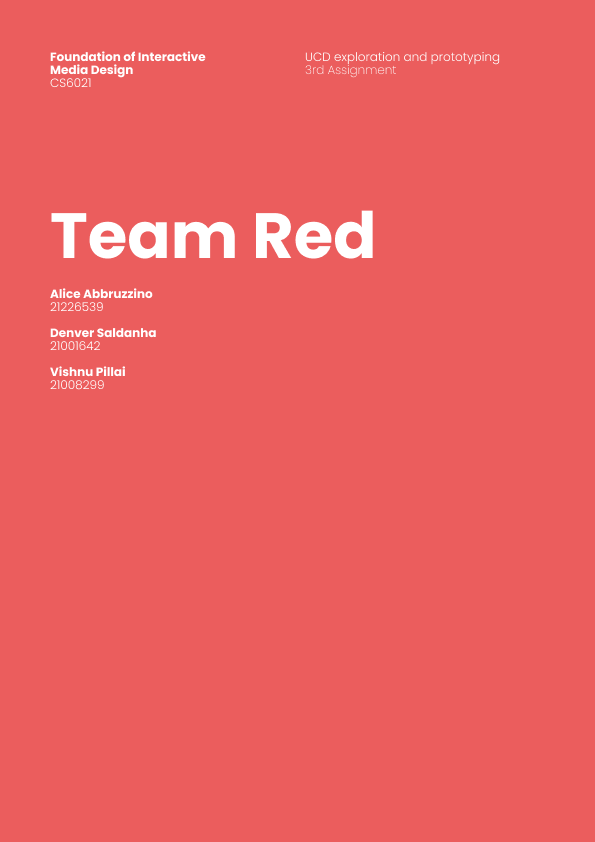 Foundation of Interactive
Media Design
CS6021
UCD exploration and prototyping
3rd Assignment
Team Red
Alice Abbruzzino
21226539
Denver Saldanha
21001642
Vishnu Pillai
21008299